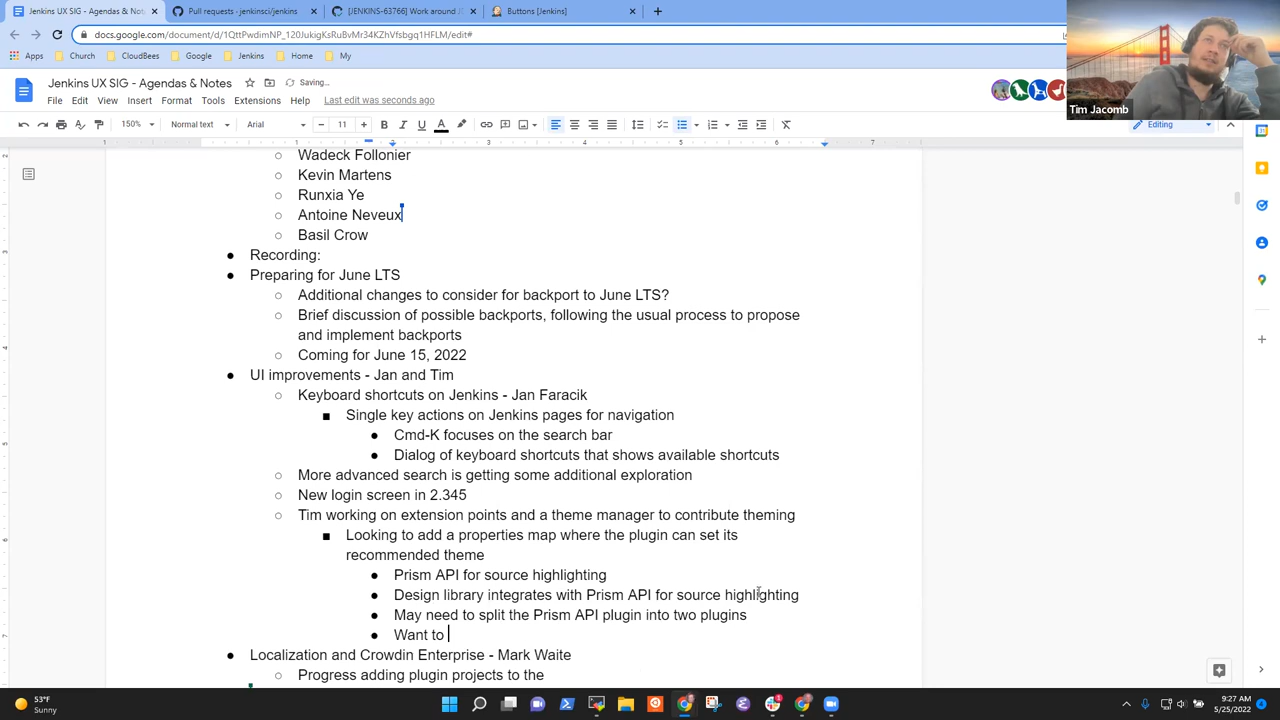 Jenkins UX SIG - Agendas & Notes
Pull requests · jenkinsci/jenkins
[JENKINS-63766] Work around J
Buttons [Jenkins]
docs.google.com/document/d/1QttPwdimNP_120JukigKsRuBvMr34KZhVfsbgq1HFLM/edit#
Apps Church CloudBees Google Jenkins Home My
Tim Jacomb
Jenkins UX SIG - Agendas & Notes Saving...
File Edit View Insert Format Tools Extensions Help Last edit was seconds ago
150% Normal text Arial 11 Editing
Wadeck Follonier
Kevin Martens
Runxia Ye
Antoine Neveux
Basil Crow
Recording:
Preparing for June LTS
Additional changes to consider for backport to June LTS?
Brief discussion of possible backports, following the usual process to propose
and implement backports
Coming for June 15, 2022
UI improvements - Jan and Tim
Keyboard shortcuts on Jenkins - Jan Faracik
Single key actions on Jenkins pages for navigation
Cmd-K focuses on the search bar
Dialog of keyboard shortcuts that shows available shortcuts
More advanced search is getting some additional exploration
New login screen in 2.345
Tim working on extension points and a theme manager to contribute theming
Looking to add a properties map where the plugin can set its
recommended theme
Prism API for source highlighting
Design library integrates with Prism API for source highlighting
May need to split the Prism API plugin into two plugins
Want to
Localization and Crowdin Enterprise - Mark Waite
Progress adding plugin projects to the
53°F
Sunny
9:27 AM
5/25/2022